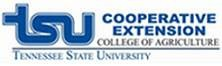 tsu
COOPERATIVE
EXTENSION
COLLEGE OF AGRICULTURE
TENNESSEE STATE UNIVERSITY